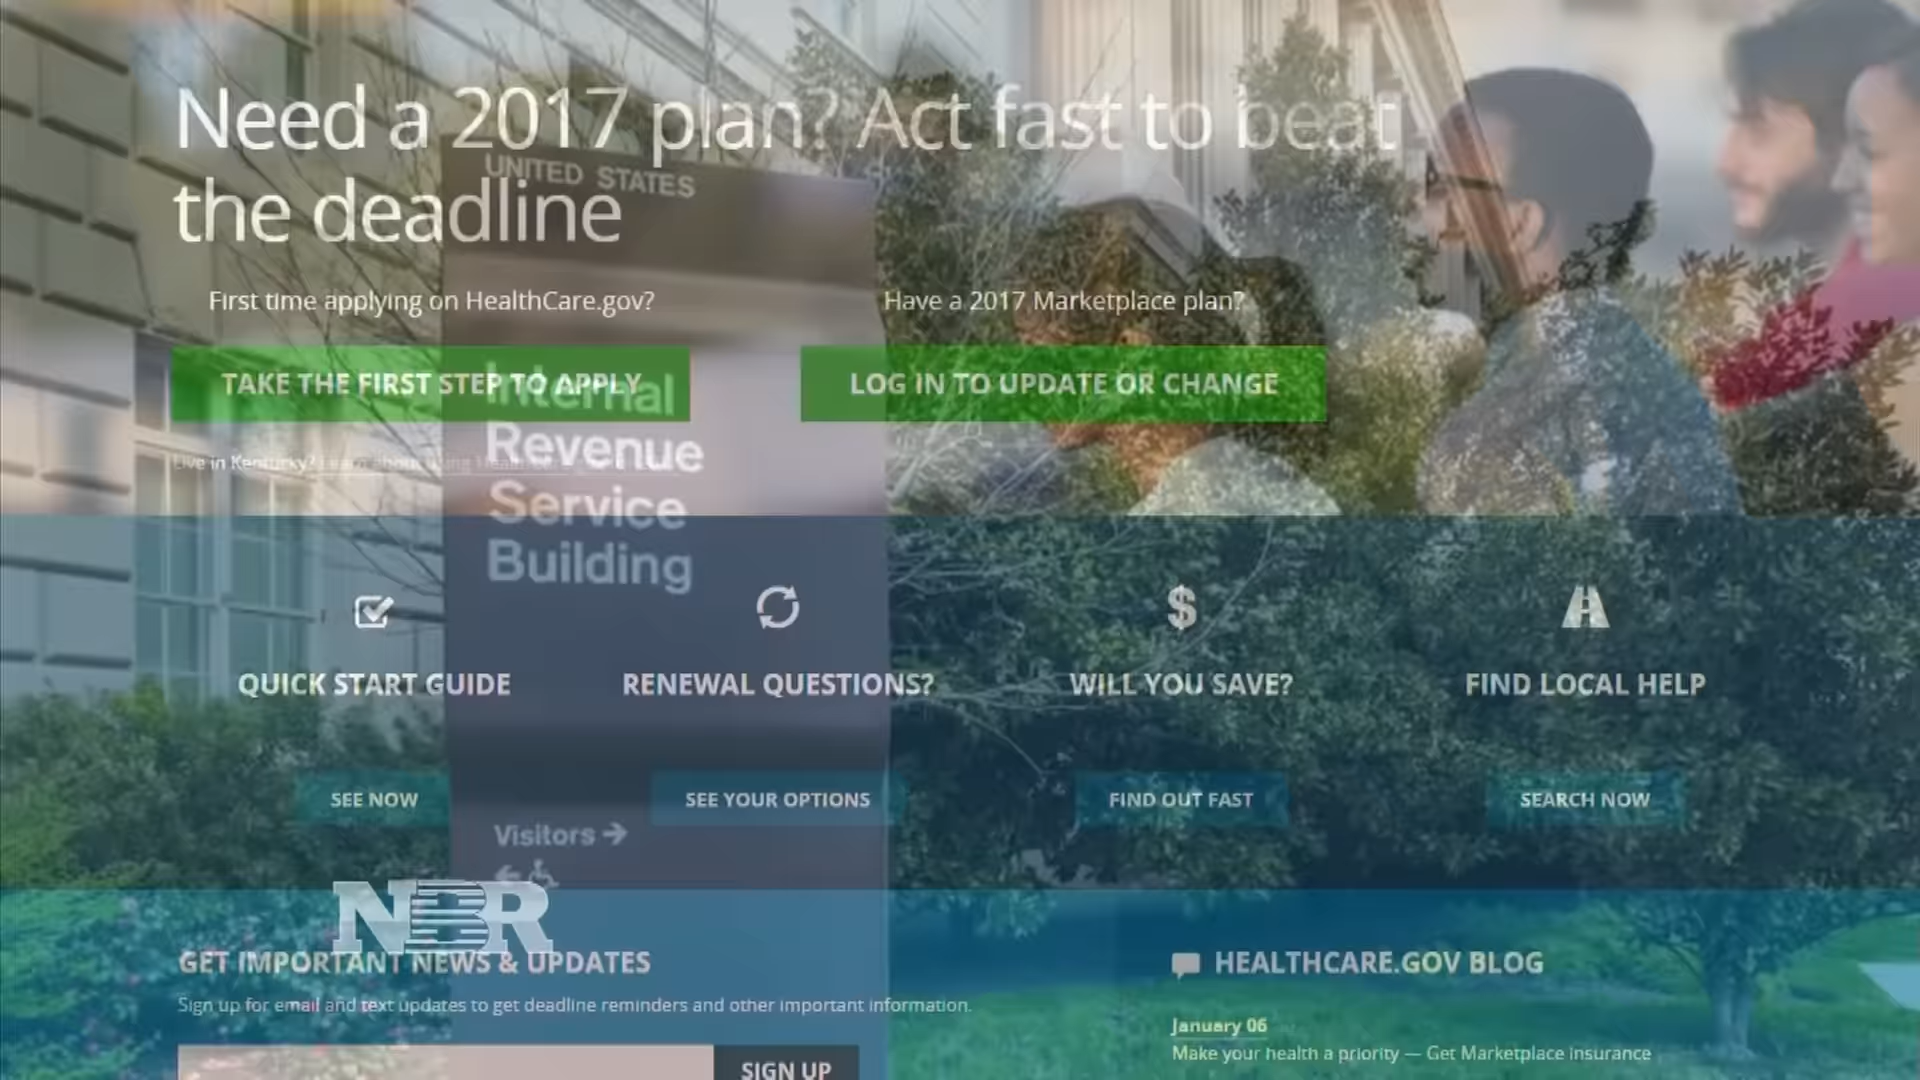 Need a 2017 plan? Act fast to beat
the deadline
UNITED STATES
First time applying on HealthCare.gov?
Have a 2017 Marketplace plan?
TAKE THE FIRST STEP TO APPLY
LOG IN TO UPDATE OR CHANGE
Internal
Revenue
Service
Building
Live in Kentucky?
QUICK START GUIDE
RENEWAL QUESTIONS?
WILL YOU SAVE?
FIND LOCAL HELP
SEE NOW
SEE YOUR OPTIONS
FIND OUT FAST
SEARCH NOW
Visitors →
NBR
GET IMPORTANT NEWS & UPDATES
HEALTHCARE.GOV BLOG
Sign up for email and text updates to get deadline reminders and other important information.
January 06
Make your health a priority — Get Marketplace insurance
SIGN UP